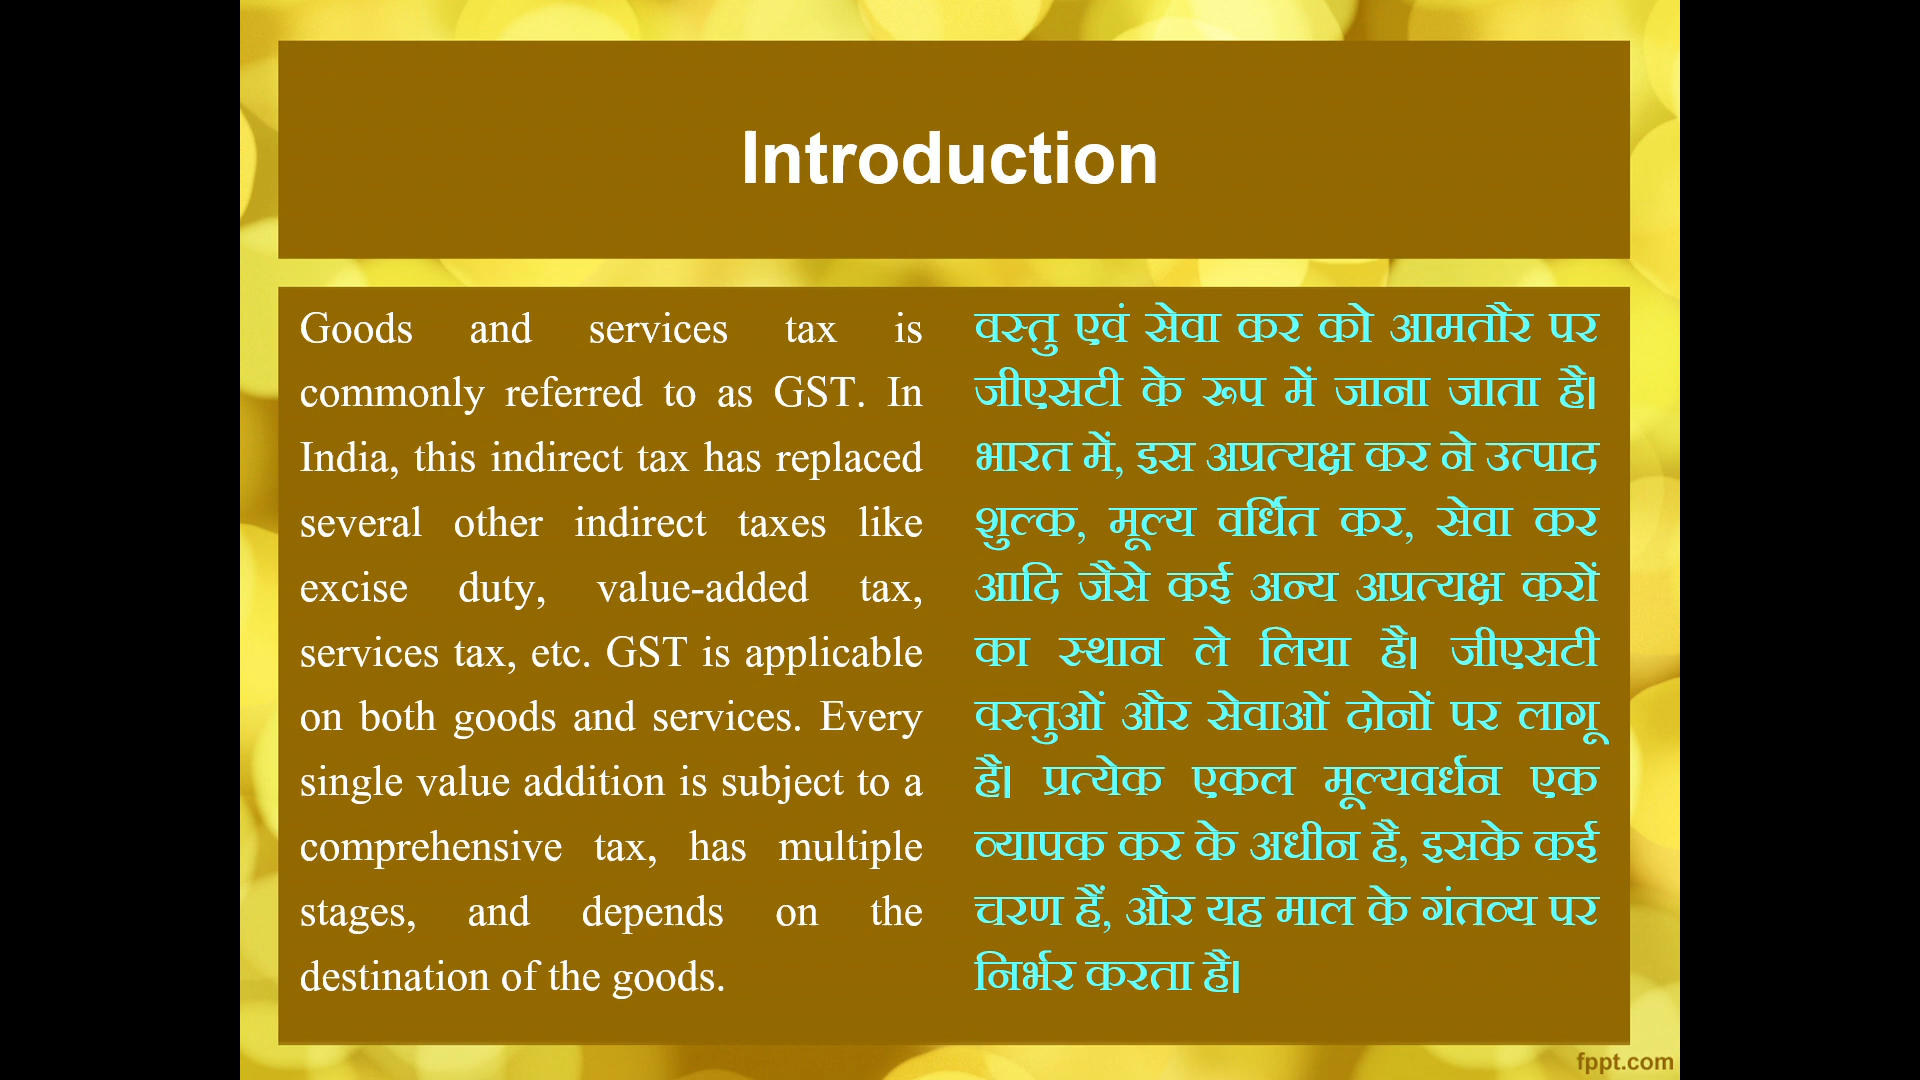 Introduction
Goods and services tax is
commonly referred to as GST. In
India, this indirect tax has replaced
several other indirect taxes like
excise duty, value-added tax,
services tax, etc. GST is applicable
on both goods and services. Every
single value addition is subject to a
comprehensive tax, has multiple
stages, and depends on the
destination of the goods.
वस्तु एवं सेवा कर को आमतौर पर
जीएसटी के रूप में जाना जाता है।
भारत में, इस अप्रत्यक्ष कर ने उत्पाद
शुल्क, मूल्य वर्धित कर, सेवा कर
आदि जैसे कई अन्य अप्रत्यक्ष करों
का स्थान ले लिया है। जीएसटी
वस्तुओं और सेवाओं दोनों पर लागू
है। प्रत्येक एकल मूल्यवर्धन एक
व्यापक कर के अधीन है, इसके कई
चरण हैं, और यह माल के गंतव्य पर
निर्भर करता है।
fppt.com